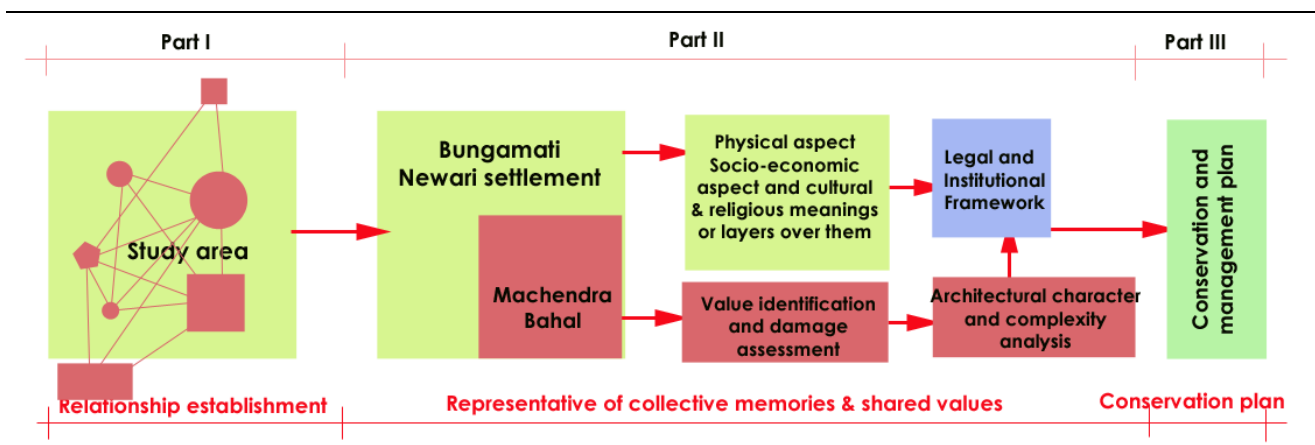 Part I
Part II
Part III
Study area
Bungamati
Newari settlement
Machendra
Bahal
Physical aspect
Socio-economic
aspect and cultural
& religious meanings
or layers over them
Value identification
and damage
assessment
Legal and
Institutional
Framework
Architectural character
and complexity
analysis
Conservation and
management plan
Relationship establishment
Representative of collective memories & shared values
Conservation plan